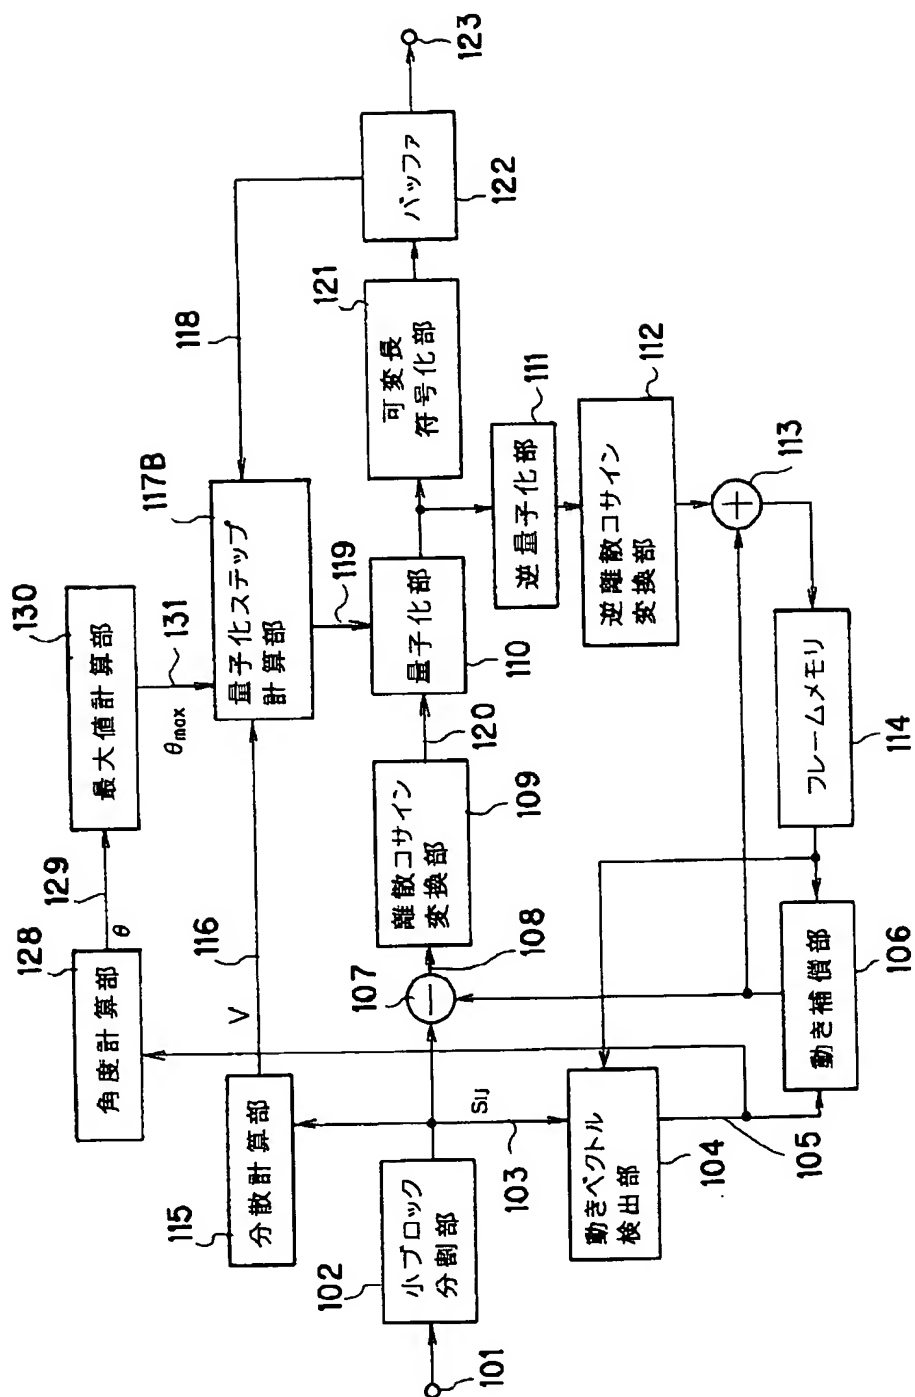 128
角度計算部
129
θ
130
最大値計算部
131
θmax
115
分散計算部
V
116
117B
量子化ステップ
計算部
118
119
101
102
小ブロック
分割部
SIJ
103
107
108
離散コサイン
変換部
109
120
量子化部
110
121
可変長
符号化部
バッファ
122
123
逆量子化部
111
逆離散コサイン
変換部
112
113
動きベクトル
検出部
104
105
動き補償部
106
フレームメモリ
114